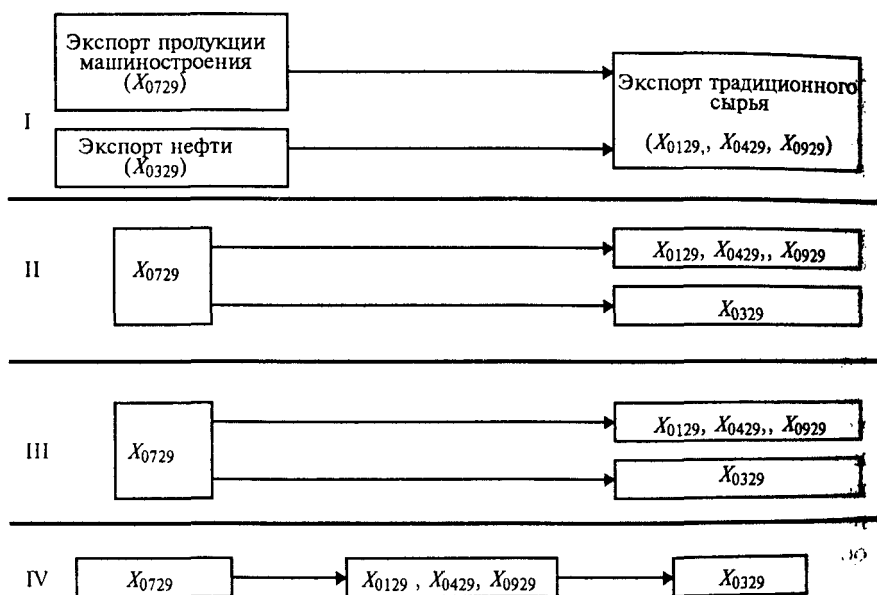 Экспорт продукции
машиностроения
(X0729)
Экспорт традиционного
сырья
(X0129,, X0429, X0929)
I
Экспорт нефти
(X0329)
II
X0729
X0129, X0429,, X0929
X0329
III
X0729
X0129, X0429,, X0929
X0329
IV
X0729
X0129 , X0429, X0929
X0329